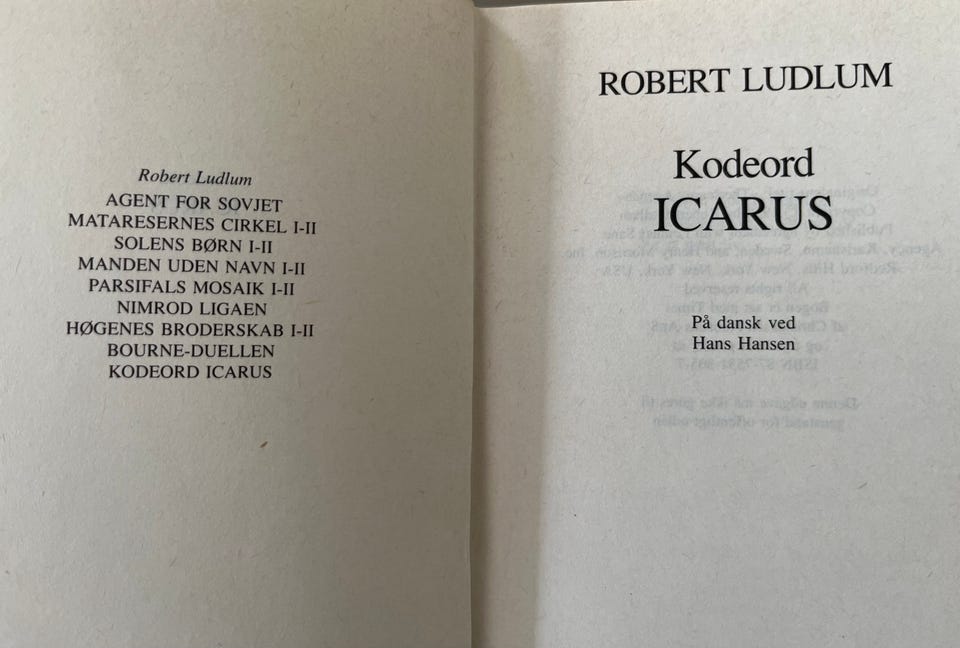 Robert Ludlum
AGENT FOR SOVJET
MATARESERNES CIRKEL I-II
SOLENS BØRN I-II
MANDEN UDEN NAVN I-II
PARSIFALS MOSAIK I-II
NIMROD LIGAEN
HØGENES BRODERSKAB I-II
BOURNE-DUELLEN
KODEORD ICARUS
ROBERT LUDLUM
Kodeord
ICARUS
På dansk ved
Hans Hansen